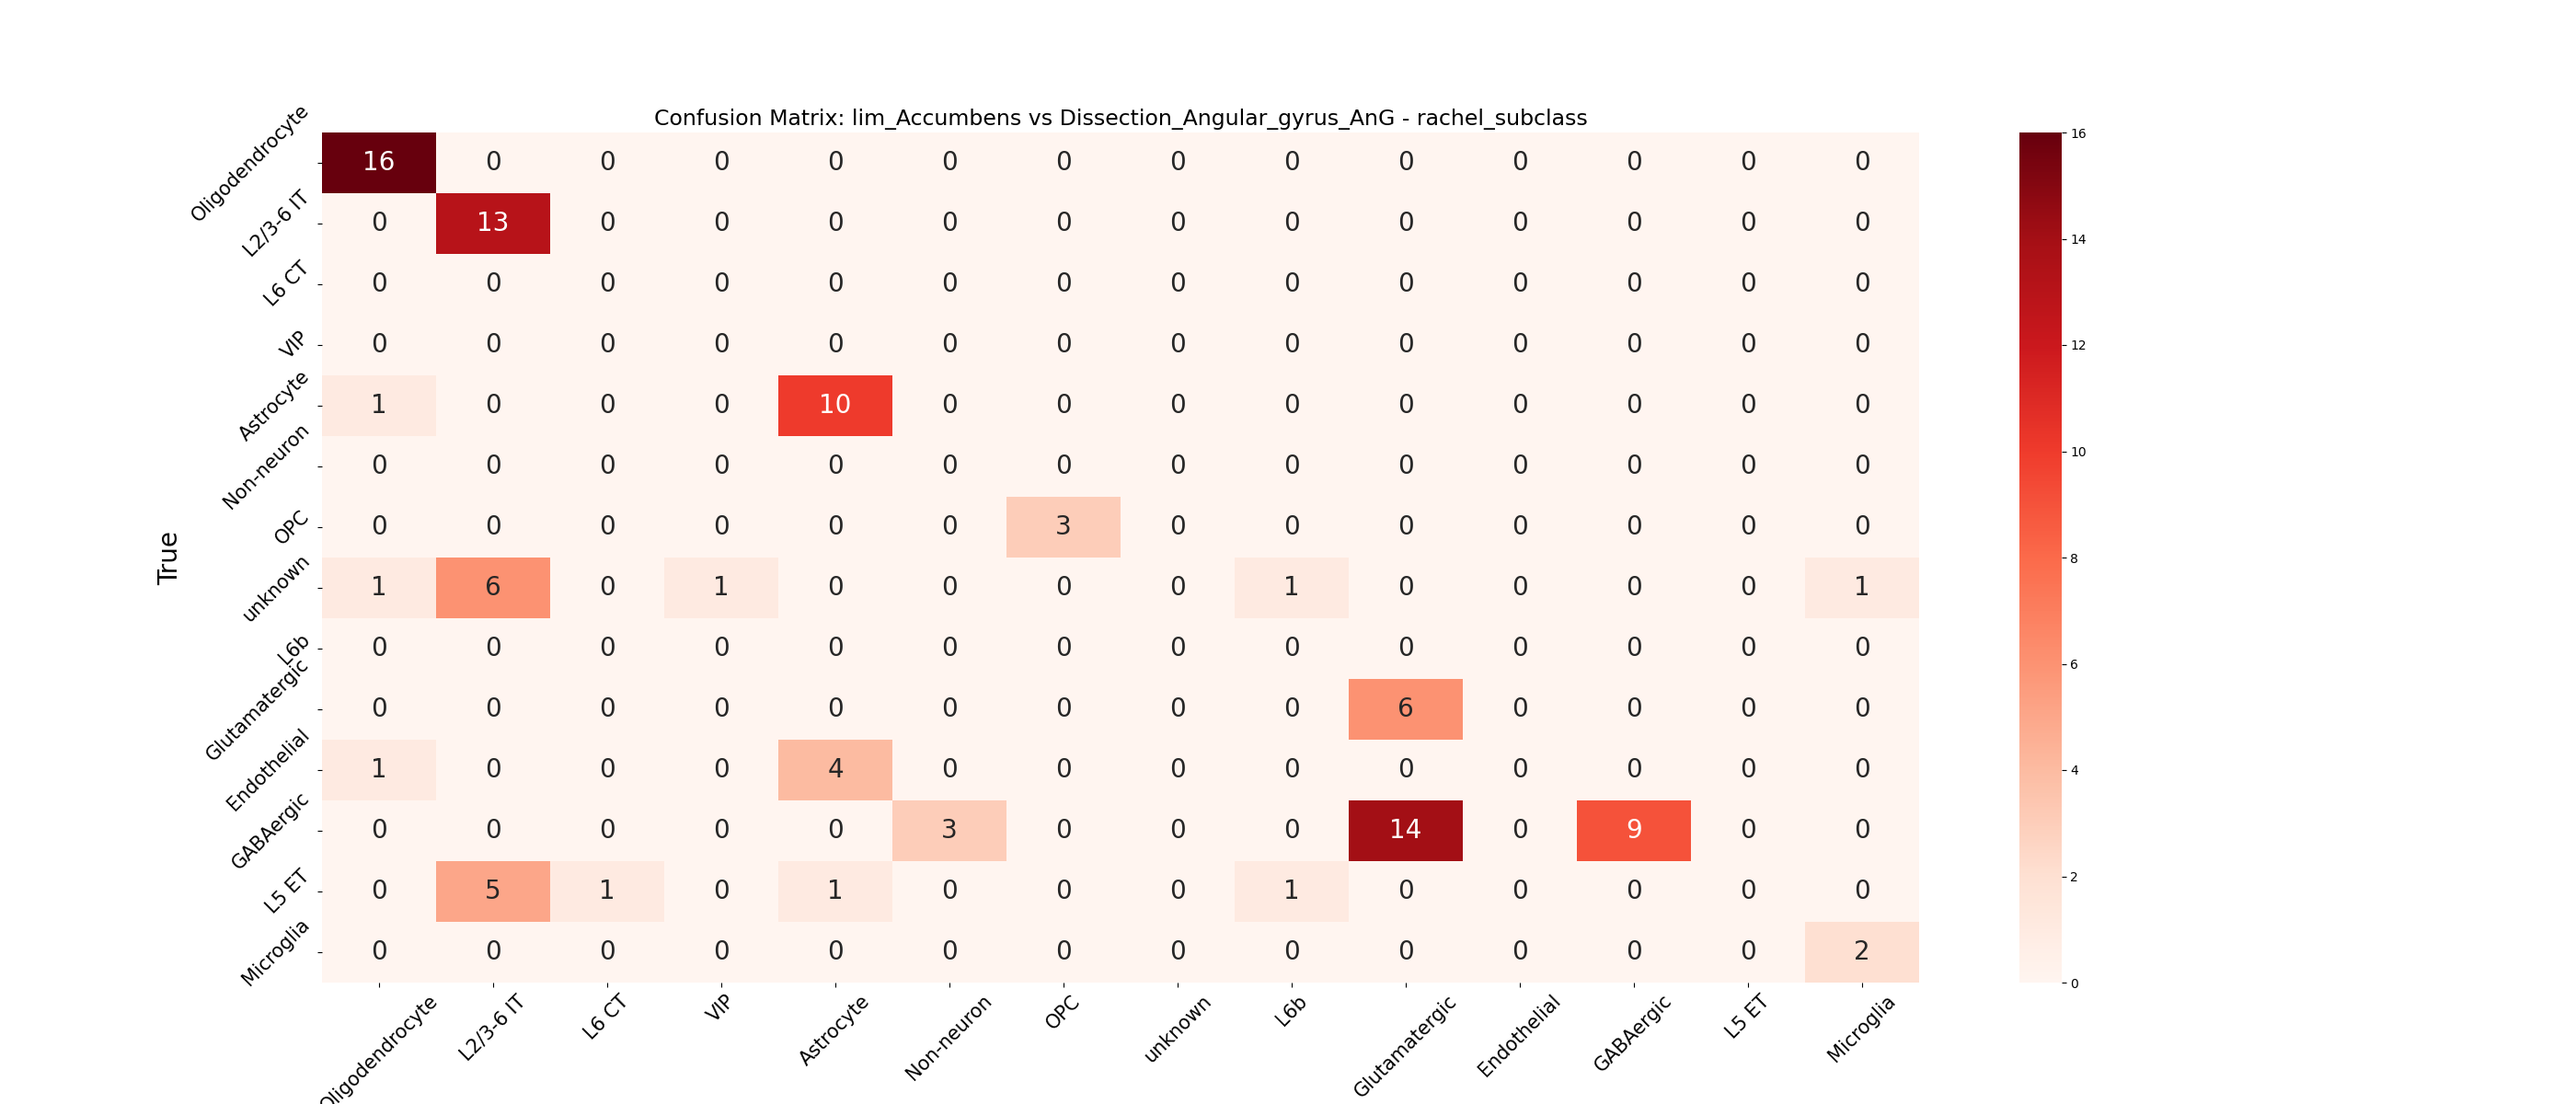 Confusion Matrix: lim_Accumbens vs Dissection_Angular_gyrus_AnG - rachel_subclass
True
Oligodendrocyte 16 0 0 0 0 0 0 0 0 0 0 0 0 0
L2/3-6 IT 0 13 0 0 0 0 0 0 0 0 0 0 0 0
L6 CT 0 0 0 0 0 0 0 0 0 0 0 0 0 0
VIP 0 0 0 0 0 0 0 0 0 0 0 0 0 0
Astrocyte 1 0 0 0 10 0 0 0 0 0 0 0 0 0
Non-neuron 0 0 0 0 0 0 0 0 0 0 0 0 0 0
OPC 0 0 0 0 0 0 3 0 0 0 0 0 0 0
unknown 1 6 0 1 0 0 0 0 1 0 0 0 0 1
L6b 0 0 0 0 0 0 0 0 0 0 0 0 0 0
Glutamatergic 0 0 0 0 0 0 0 0 0 6 0 0 0 0
Endothelial 1 0 0 0 4 0 0 0 0 0 0 0 0 0
GABAergic 0 0 0 0 0 3 0 0 0 14 0 9 0 0
L5 ET 0 5 1 0 1 0 0 0 1 0 0 0 0 0
Microglia 0 0 0 0 0 0 0 0 0 0 0 0 0 2
Oligodendrocyte L2/3-6 IT L6 CT VIP Astrocyte Non-neuron OPC unknown L6b Glutamatergic Endothelial GABAergic L5 ET Microglia
16
14
12
10
8
6
4
2
0